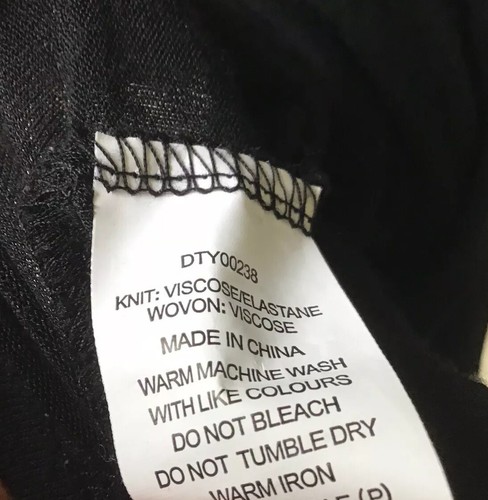 DTY00238
KNIT: VISCOSE/ELASTANE
WOVON: VISCOSE
MADE IN CHINA
WARM MACHINE WASH
WITH LIKE COLOURS
DO NOT BLEACH
DO NOT TUMBLE DRY
WARM IRON
(P)